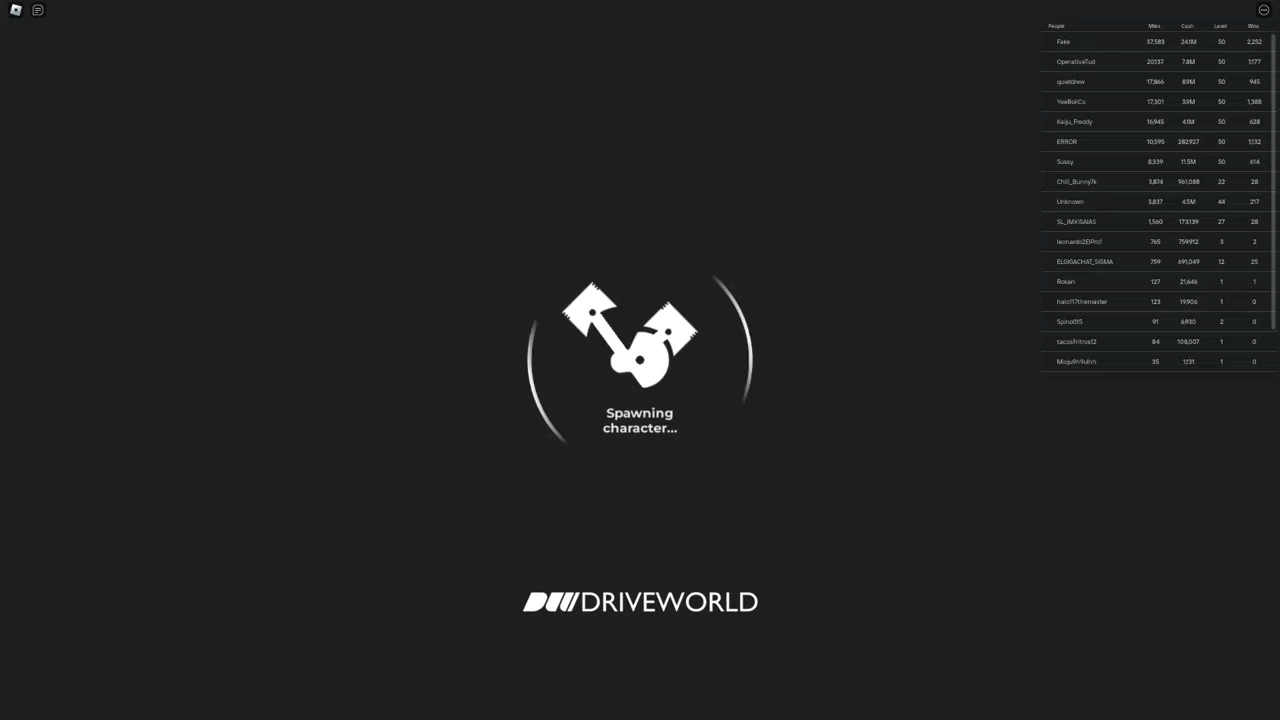 People Miles Cash Level Wins
Fake 37,583 24.1M 50 2,252
OperativeTud 20,137 7.8M 50 1,177
quietdrew 17,866 8.9M 50 945
YeeBoiiCo 17,301 3.9M 50 1,388
Kaiju_Freddy 16,945 4.1M 50 628
ERROR 10,595 282,927 50 1,132
Sussy 8,339 11.5M 50 614
Chill_Bunny7k 3,874 961,088 22 28
Unknown 3,837 4.5M 44 217
SL_IMXISAIAS 1,560 173,139 27 28
765 759,912 3 2
ELGIGACHAT_SIGMA 759 691,049 12 25
Roxan 127 21,646 1 1
halo117themaster 123 19,906 1 0
Spino015 91 6,930 2 0
tacosfritros12 84 108,007 1 0
35 1,131 1 0
Spawning
character...
DRIVEWORLD